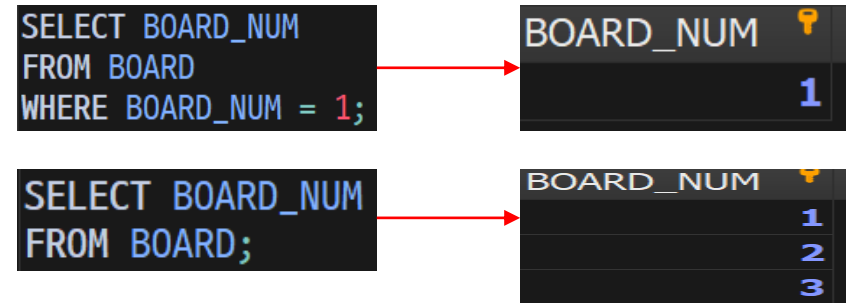 SELECT BOARD_NUM
FROM BOARD
WHERE BOARD_NUM = 1;
BOARD_NUM
1
SELECT BOARD_NUM
FROM BOARD;
BOARD_NUM
1
2
3